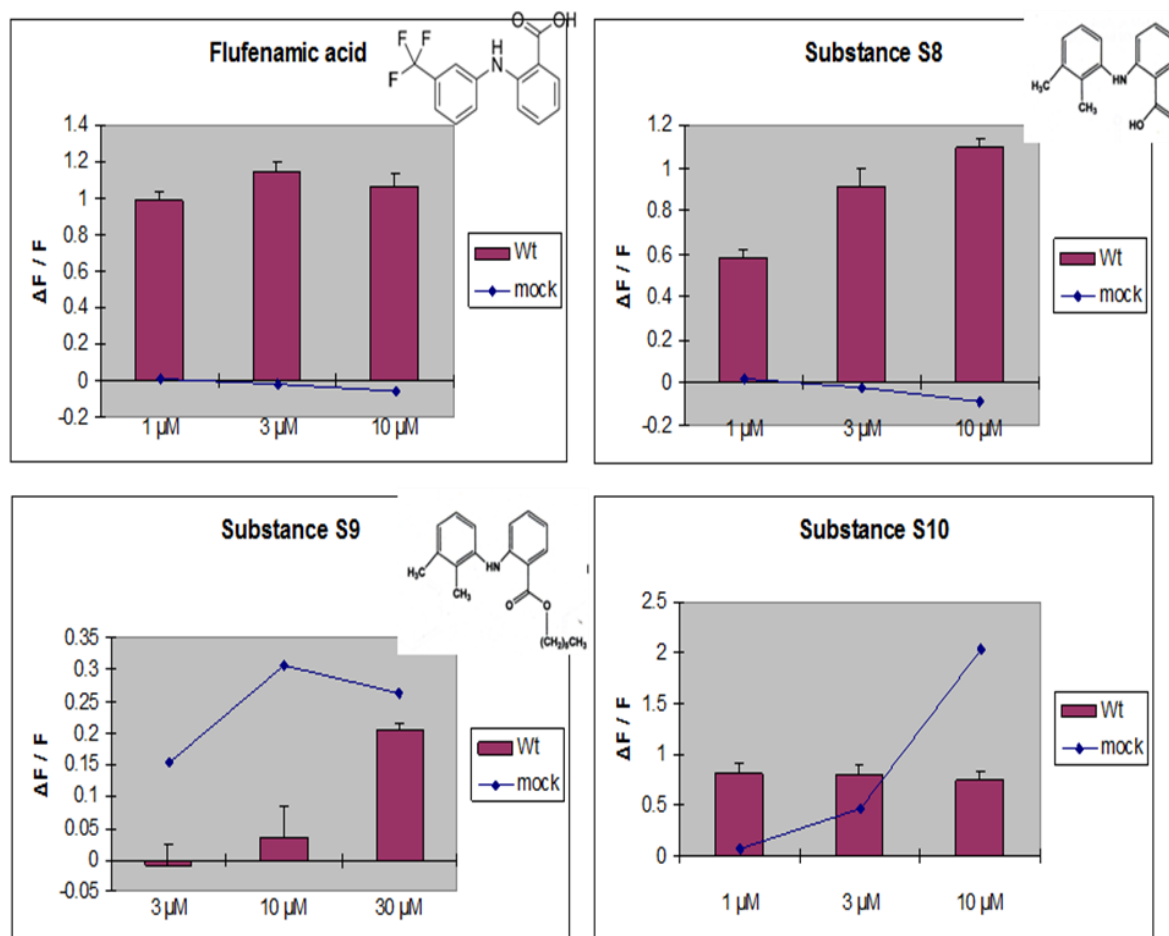 Flufenamic acid
F
F
F
H
N
O
OH
ΔF / F
1.4
1.2
1
0.8
0.6
0.4
0.2
0
-0.2
1 µM
3 µM
10 µM
Wt
mock
Substance S8
H₃C
CH₃
HN
HO
ΔF / F
1.2
1
0.8
0.6
0.4
0.2
0
-0.2
1 µM
3 µM
10 µM
Wt
mock
Substance S9
H₃C
CH₃
HN
O
O
(CH₂)₆CH₃
ΔF / F
0.35
0.3
0.25
0.2
0.15
0.1
0.05
0
-0.05
3 µM
10 µM
30 µM
Wt
mock
Substance S10
ΔF / F
2.5
2
1.5
1
0.5
0
1 µM
3 µM
10 µM
Wt
mock